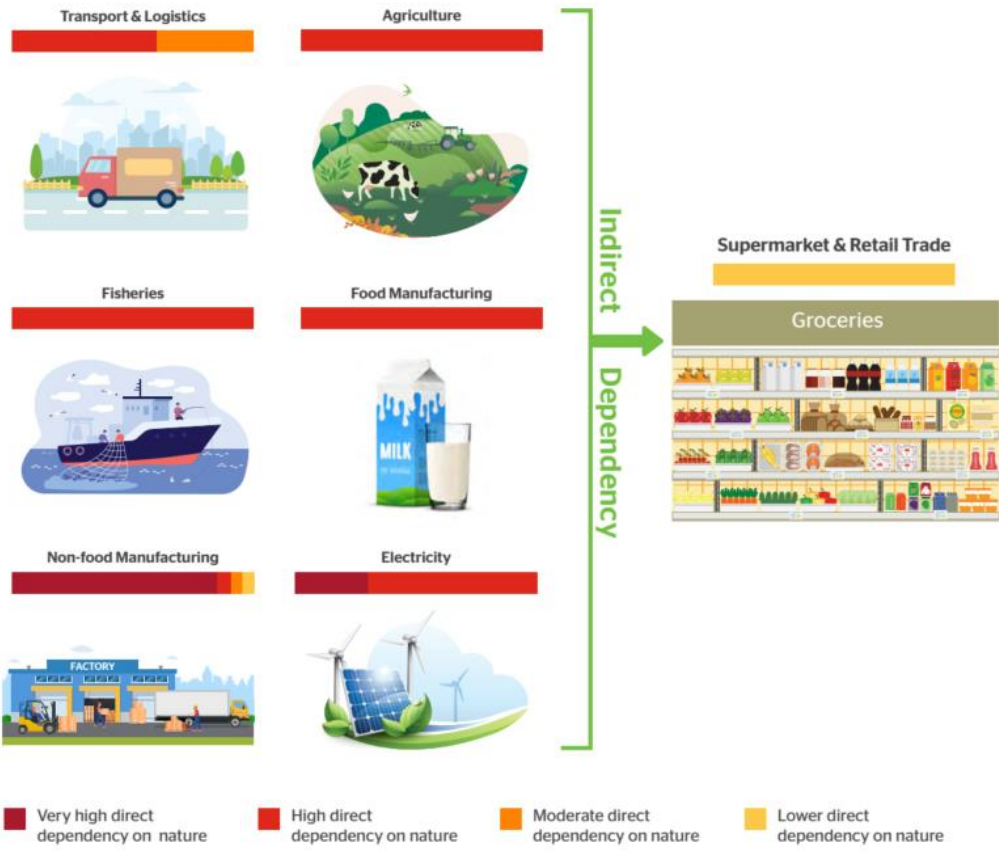 Transport & Logistics
Agriculture
Fisheries
Food Manufacturing
MILK
Non-food Manufacturing
Electricity
FACTORY
Indirect
Dependency
Supermarket & Retail Trade
Groceries
Very high direct
dependency on nature
High direct
dependency on nature
Moderate direct
dependency on nature
Lower direct
dependency on nature